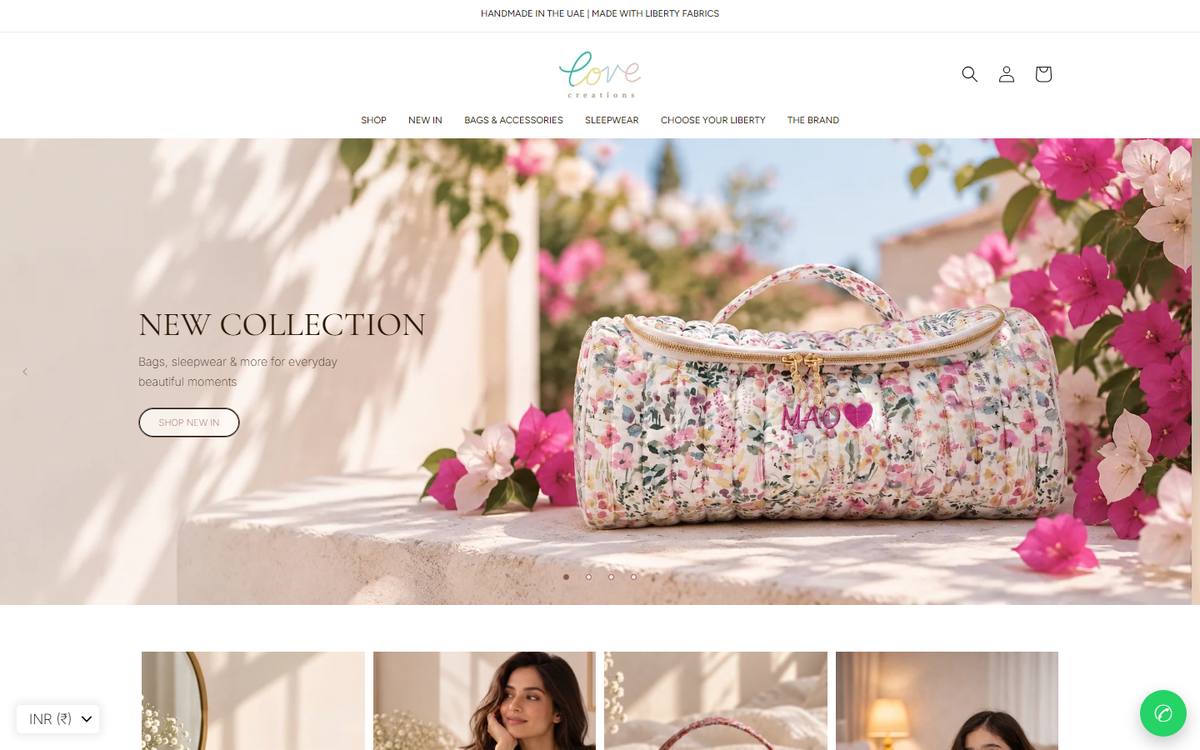 HANDMADE IN THE UAE | MADE WITH LIBERTY FABRICS
love
creations
SHOP NEW IN BAGS & ACCESSORIES SLEEPWEAR CHOOSE YOUR LIBERTY THE BRAND
NEW COLLECTION
Bags, sleepwear & more for everyday
beautiful moments
SHOP NEW IN
MAO
INR (₹)